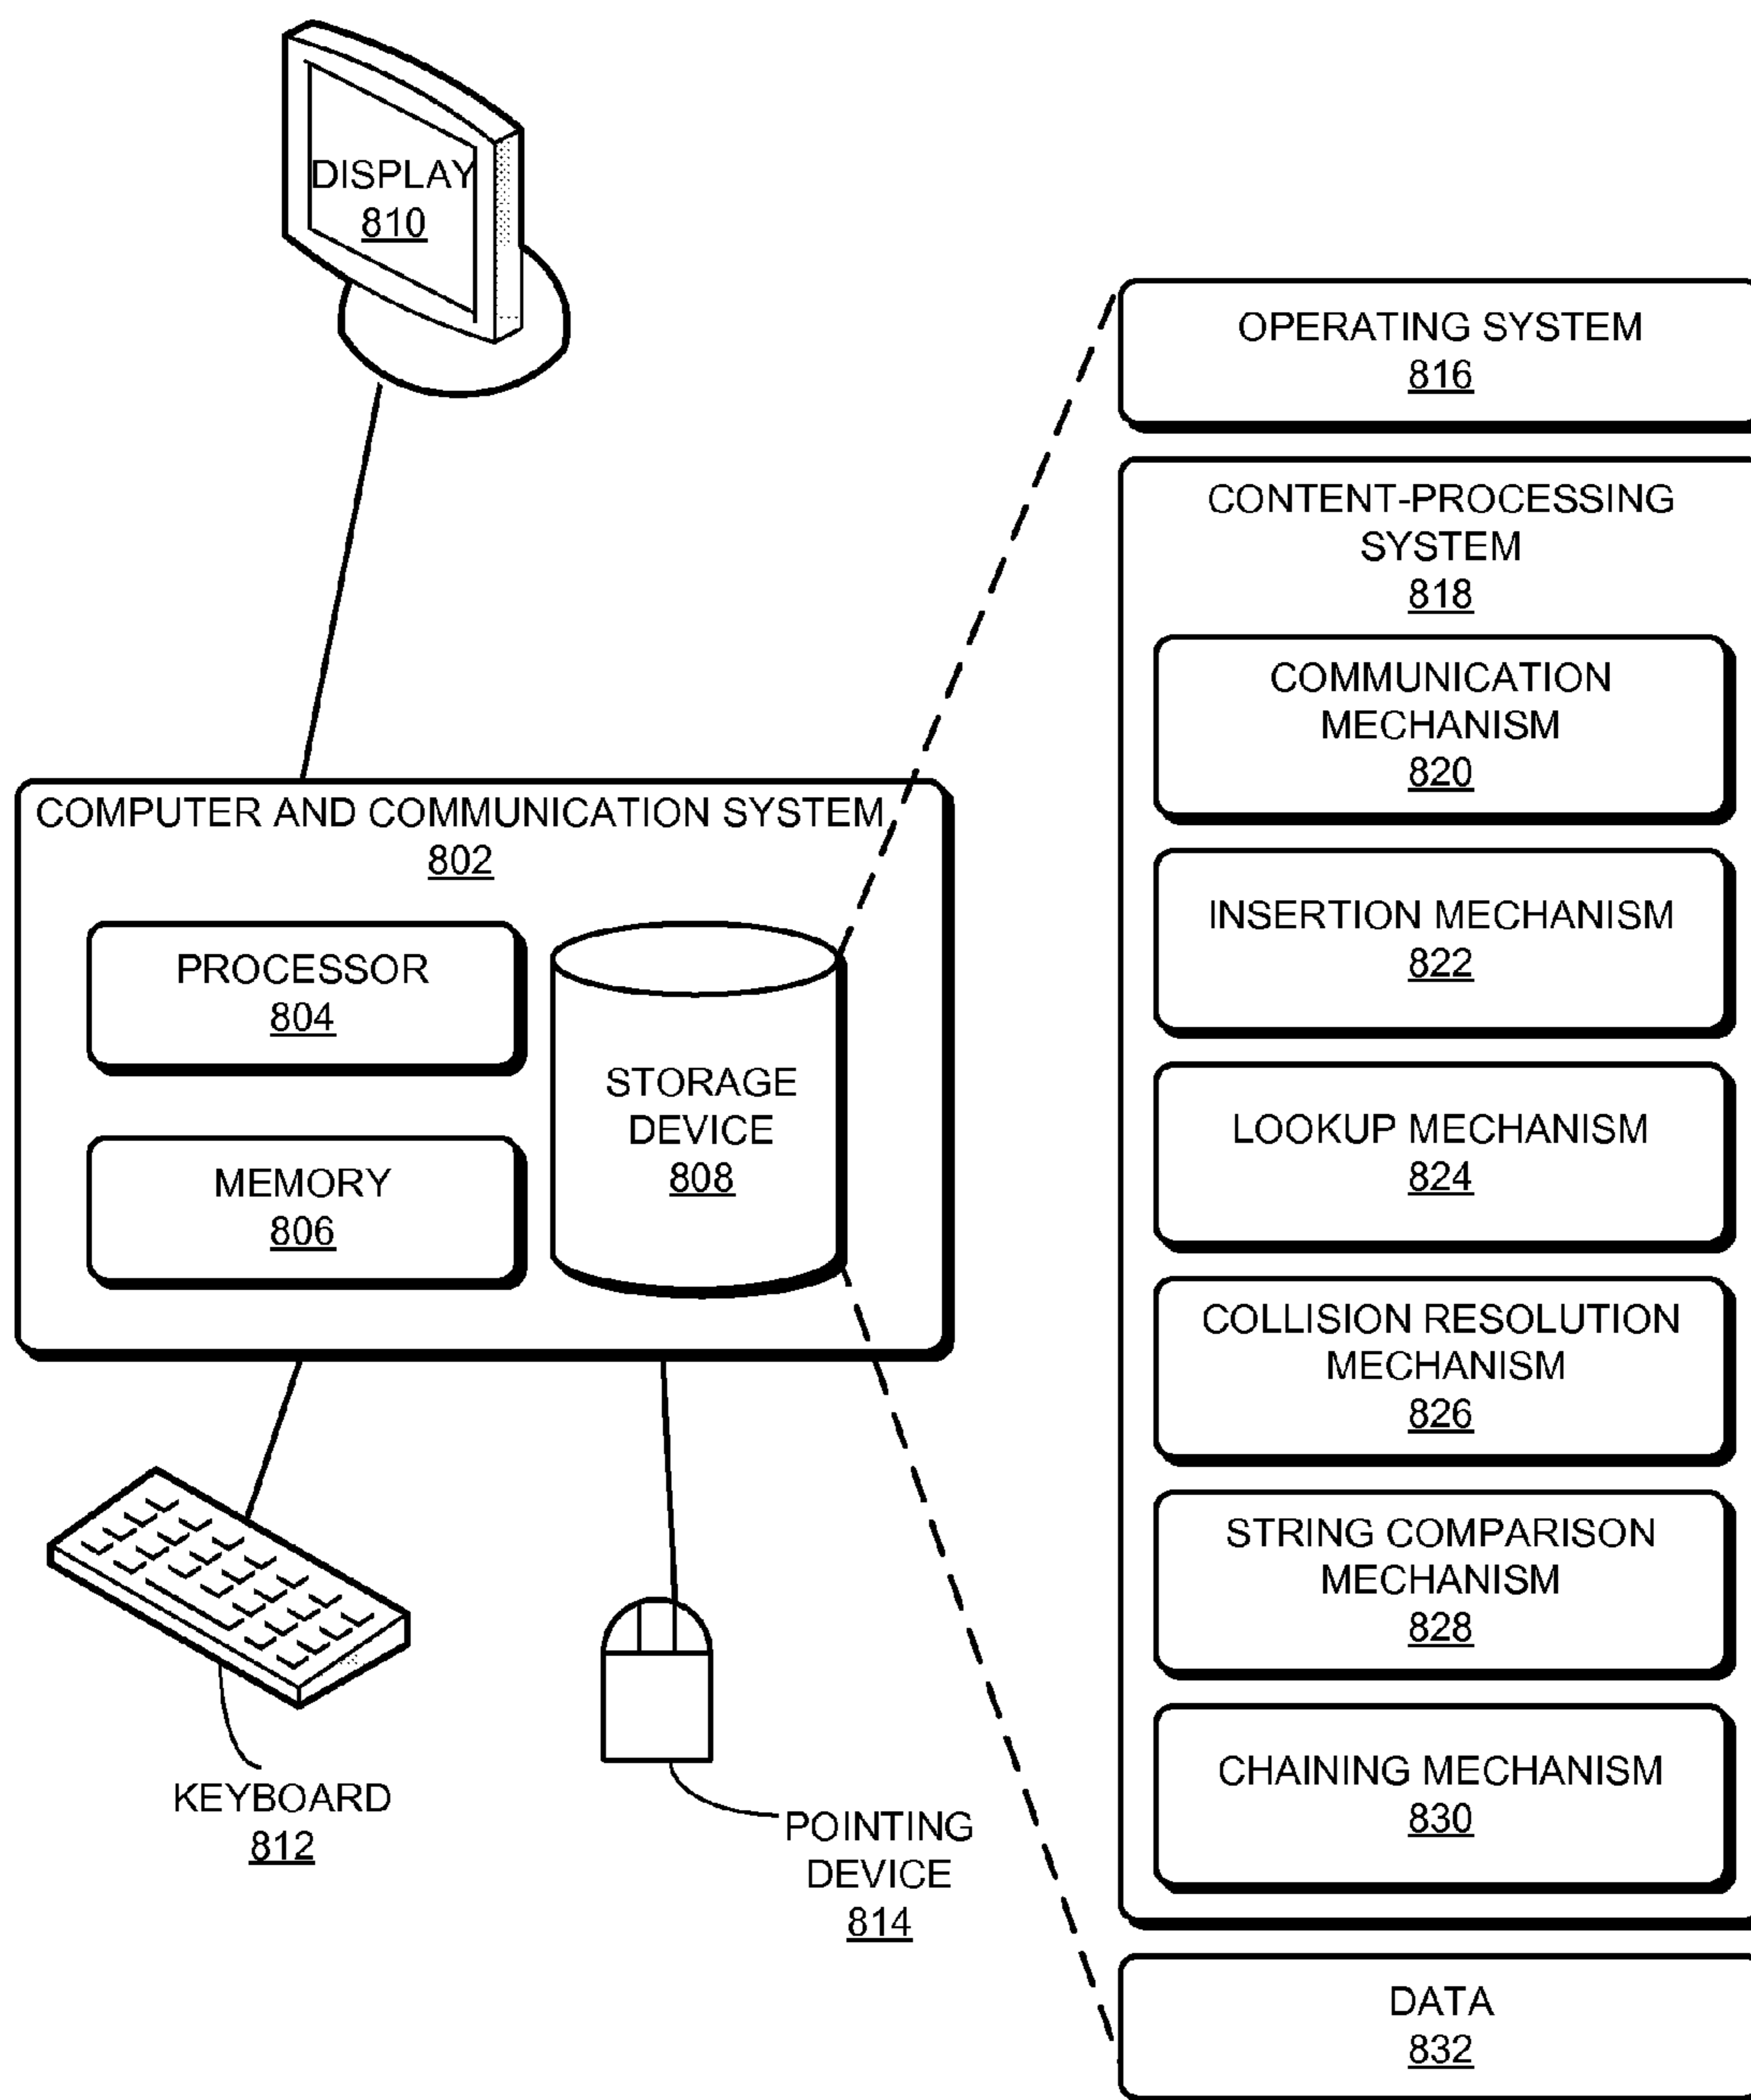 DISPLAY
810
COMPUTER AND COMMUNICATION SYSTEM
802
PROCESSOR
804
MEMORY
806
STORAGE
DEVICE
808
KEYBOARD
812
POINTING
DEVICE
814
OPERATING SYSTEM
816
CONTENT-PROCESSING
SYSTEM
818
COMMUNICATION
MECHANISM
820
INSERTION MECHANISM
822
LOOKUP MECHANISM
824
COLLISION RESOLUTION
MECHANISM
826
STRING COMPARISON
MECHANISM
828
CHAINING MECHANISM
830
DATA
832